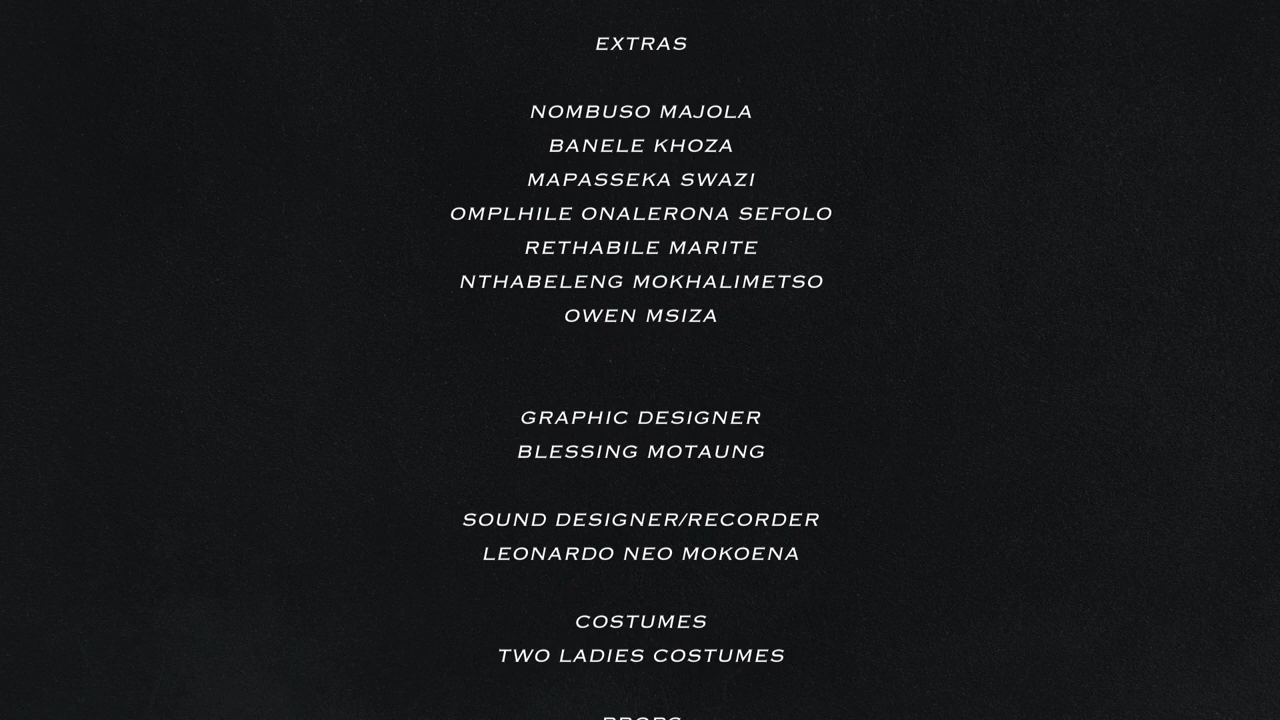 EXTRAS
NOMBUSO MAJOLA
BANELE KHOZA
MAPASSEKA SWAZI
OMPLHILE ONALERONA SEFOLO
RETHABILE MARITE
NTHABELENG MOKHALIMETSO
OWEN MSIZA
GRAPHIC DESIGNER
BLESSING MOTAUNG
SOUND DESIGNER/RECORDER
LEONARDO NEO MOKOENA
COSTUMES
TWO LADIES COSTUMES
PROPS